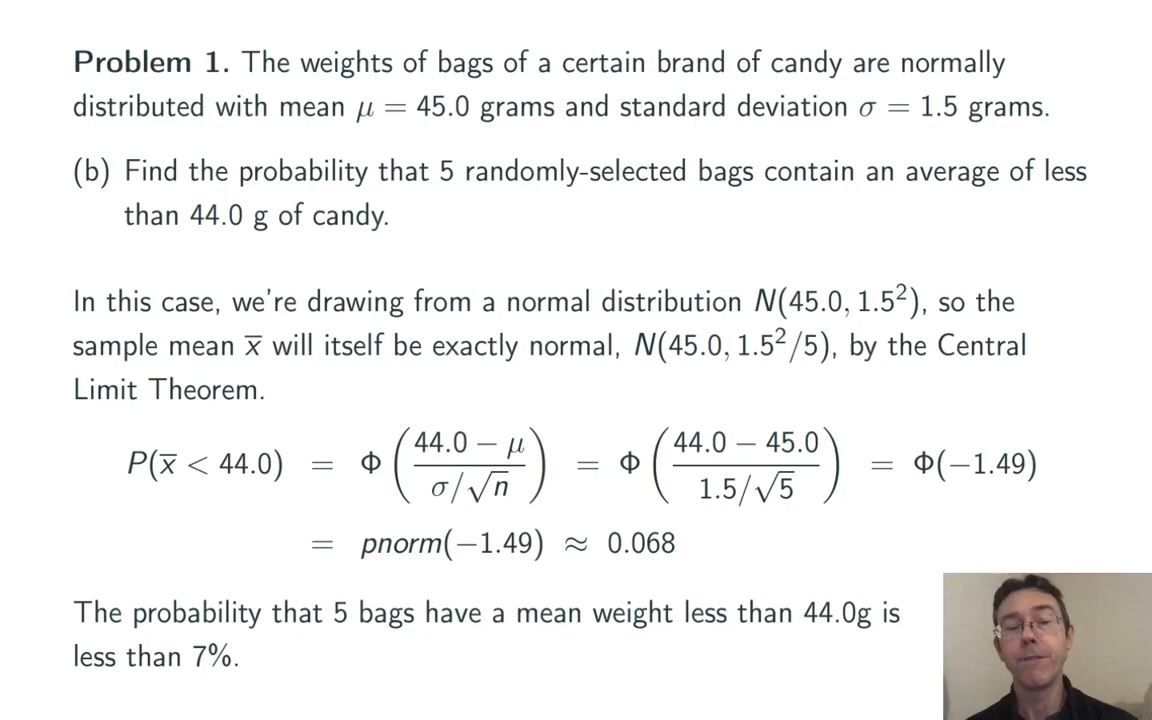 Problem 1. The weights of bags of a certain brand of candy are normally
distributed with mean μ = 45.0 grams and standard deviation σ = 1.5 grams.
(b) Find the probability that 5 randomly-selected bags contain an average of less
than 44.0 g of candy.
In this case, we're drawing from a normal distribution N(45.0, 1.5²), so the
sample mean x̅ will itself be exactly normal, N(45.0, 1.5²/5), by the Central
Limit Theorem.
P(x̅ < 44.0) = Φ((44.0 − μ)/(σ/√n)) = Φ((44.0 − 45.0)/(1.5/√5)) = Φ(−1.49)
= pnorm(−1.49) ≈ 0.068
The probability that 5 bags have a mean weight less than 44.0g is
less than 7%.